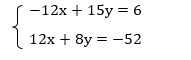 −12x + 15y = 6
12x + 8y = −52